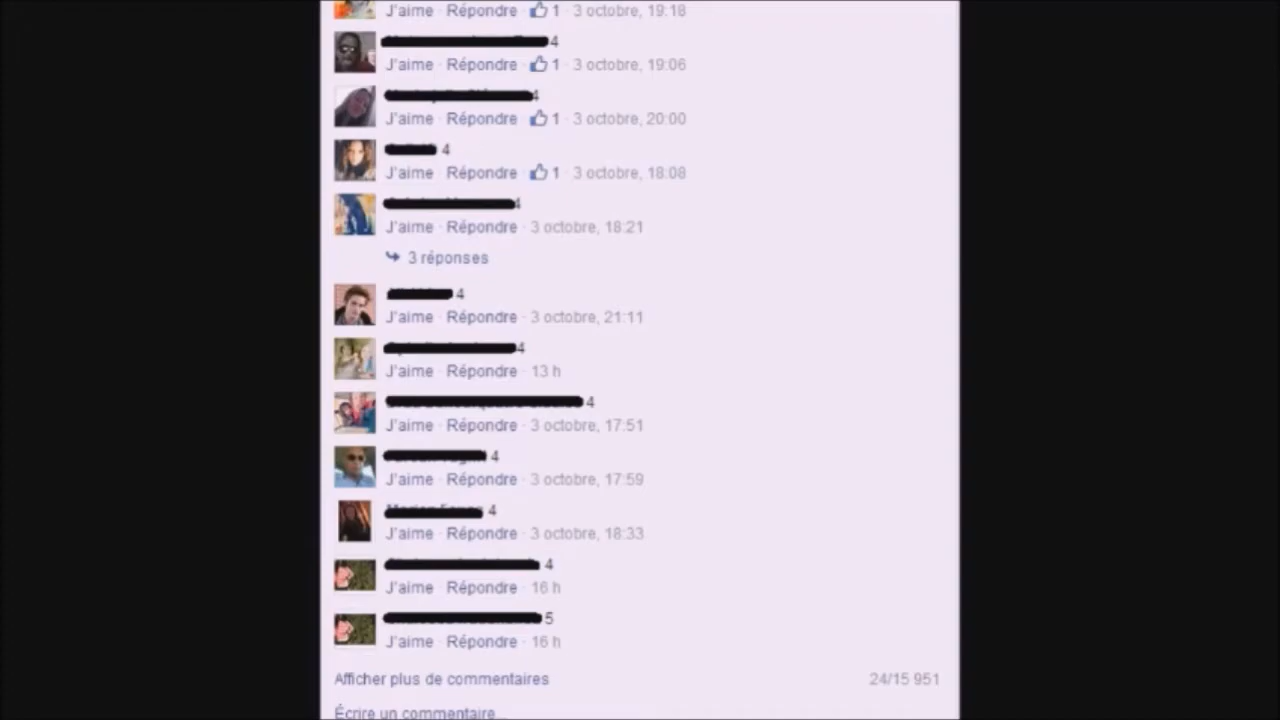 J'aime · Répondre · 1 · 3 octobre, 19:18
4
J'aime · Répondre · 1 · 3 octobre, 19:06
4
J'aime · Répondre · 1 · 3 octobre, 20:00
4
J'aime · Répondre · 1 · 3 octobre, 18:08
4
J'aime · Répondre · 3 octobre, 18:21
3 réponses
4
J'aime · Répondre · 3 octobre, 21:11
4
J'aime · Répondre · 13 h
4
J'aime · Répondre · 3 octobre, 17:51
4
J'aime · Répondre · 3 octobre, 17:59
4
J'aime · Répondre · 3 octobre, 18:33
4
J'aime · Répondre · 16 h
5
J'aime · Répondre · 16 h
Afficher plus de commentaires 24/15 951
Écrire un commentaire...